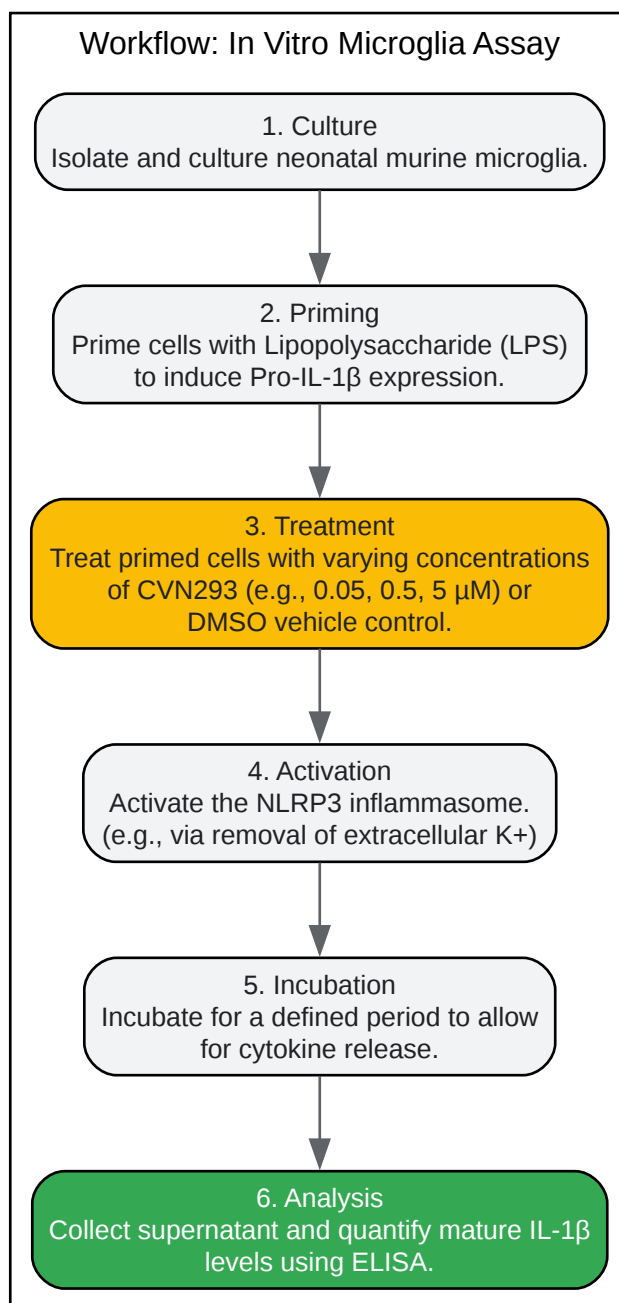 Workflow: In Vitro Microglia Assay
1. Culture
Isolate and culture neonatal murine microglia.
2. Priming
Prime cells with Lipopolysaccharide (LPS)
to induce Pro-IL-1β expression.
3. Treatment
Treat primed cells with varying concentrations
of CVN293 (e.g., 0.05, 0.5, 5 µM) or
DMSO vehicle control.
4. Activation
Activate the NLRP3 inflammasome.
(e.g., via removal of extracellular K+)
5. Incubation
Incubate for a defined period to allow
for cytokine release.
6. Analysis
Collect supernatant and quantify mature IL-1β
levels using ELISA.